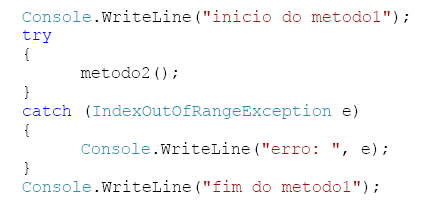 Console.WriteLine("inicio do metodo1");
try
{
metodo2();
}
catch (IndexOutOfRangeException e)
{
Console.WriteLine("erro: ", e);
}
Console.WriteLine("fim do metodo1");